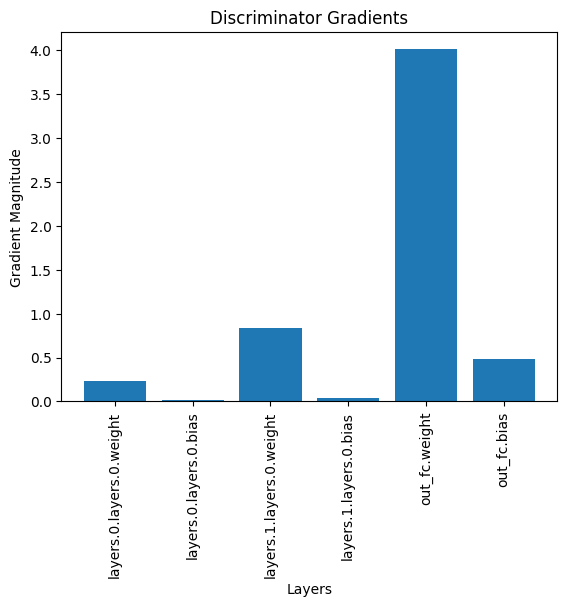 Discriminator Gradients
Gradient Magnitude
4.0
3.5
3.0
2.5
2.0
1.5
1.0
0.5
0.0
layers.0.layers.0.weight
layers.0.layers.0.bias
layers.1.layers.0.weight
layers.1.layers.0.bias
out_fc.weight
out_fc.bias
Layers